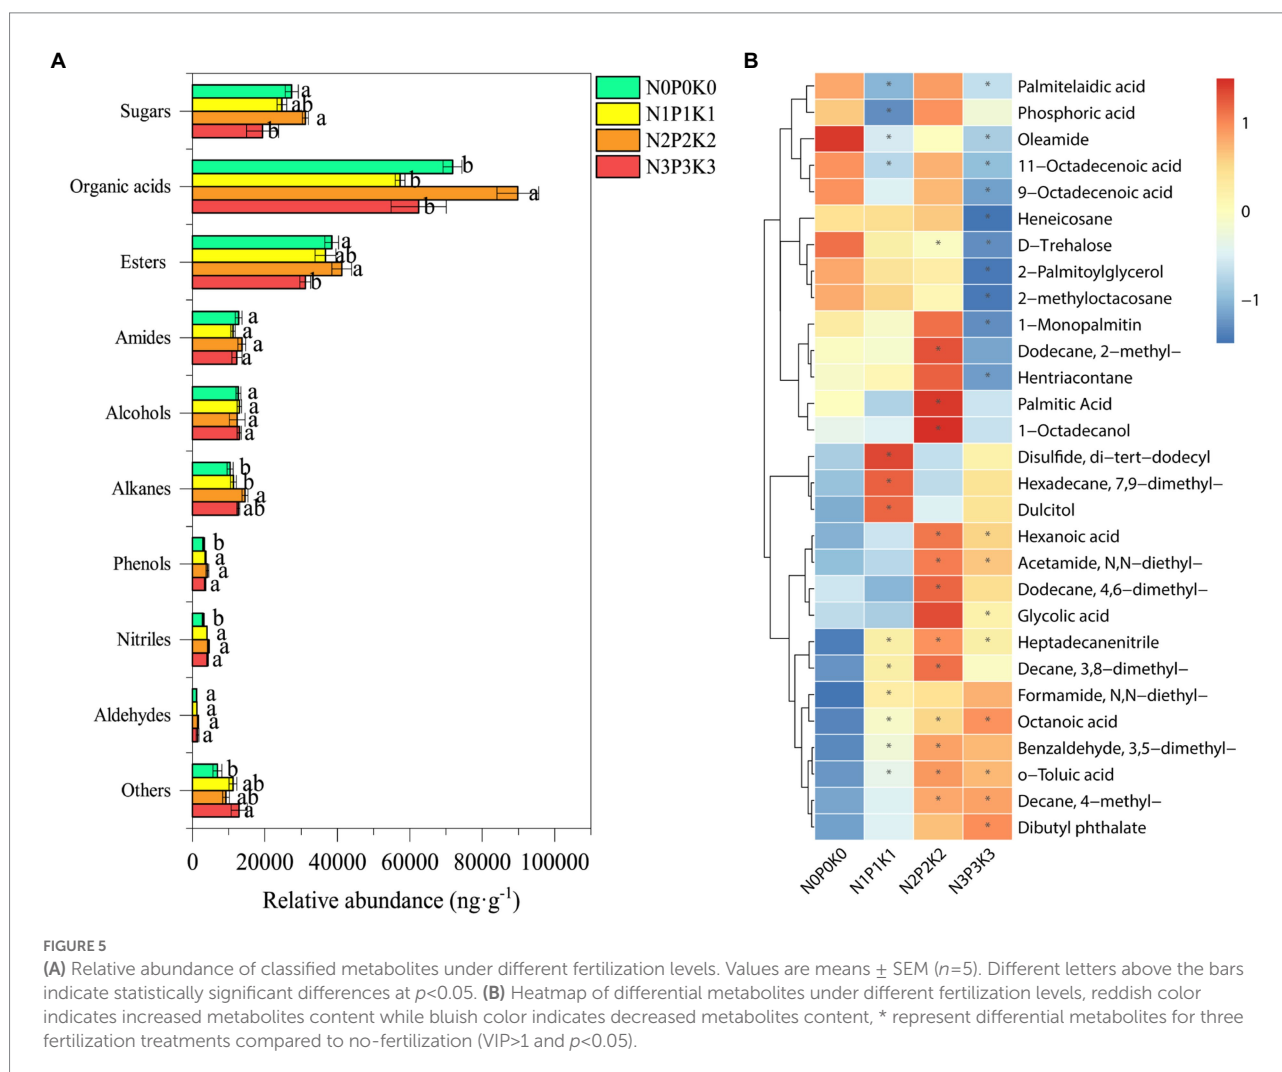 A
B
N0P0K0
N1P1K1
N2P2K2
N3P3K3
Sugars
a
ab
a
b
Organic acids
b
b
a
b
Esters
a
ab
a
b
Amides
a
a
a
a
Alcohols
a
a
a
a
Alkanes
b
b
a
ab
Phenols
b
a
a
a
Nitriles
b
a
a
a
Aldehydes
a
a
a
a
Others
b
ab
ab
a
0 20000 40000 60000 80000 100000
Relative abundance (ng·g⁻¹)
Palmitelaidic acid
Phosphoric acid
Oleamide
11−Octadecenoic acid
9−Octadecenoic acid
Heneicosane
D−Trehalose
2−Palmitoylglycerol
2−methyloctacosane
1−Monopalmitin
Dodecane, 2−methyl−
Hentriacontane
Palmitic Acid
1−Octadecanol
Disulfide, di−tert−dodecyl
Hexadecane, 7,9−dimethyl−
Dulcitol
Hexanoic acid
Acetamide, N,N−diethyl−
Dodecane, 4,6−dimethyl−
Glycolic acid
Heptadecanenitrile
Decane, 3,8−dimethyl−
Formamide, N,N−diethyl−
Octanoic acid
Benzaldehyde, 3,5−dimethyl−
o−Toluic acid
Decane, 4−methyl−
Dibutyl phthalate
N0P0K0
N1P1K1
N2P2K2
N3P3K3
1
0
−1
FIGURE 5
(A) Relative abundance of classified metabolites under different fertilization levels. Values are means ± SEM (n=5). Different letters above the bars
indicate statistically significant differences at p<0.05. (B) Heatmap of differential metabolites under different fertilization levels, reddish color
indicates increased metabolites content while bluish color indicates decreased metabolites content, * represent differential metabolites for three
fertilization treatments compared to no-fertilization (VIP>1 and p<0.05).